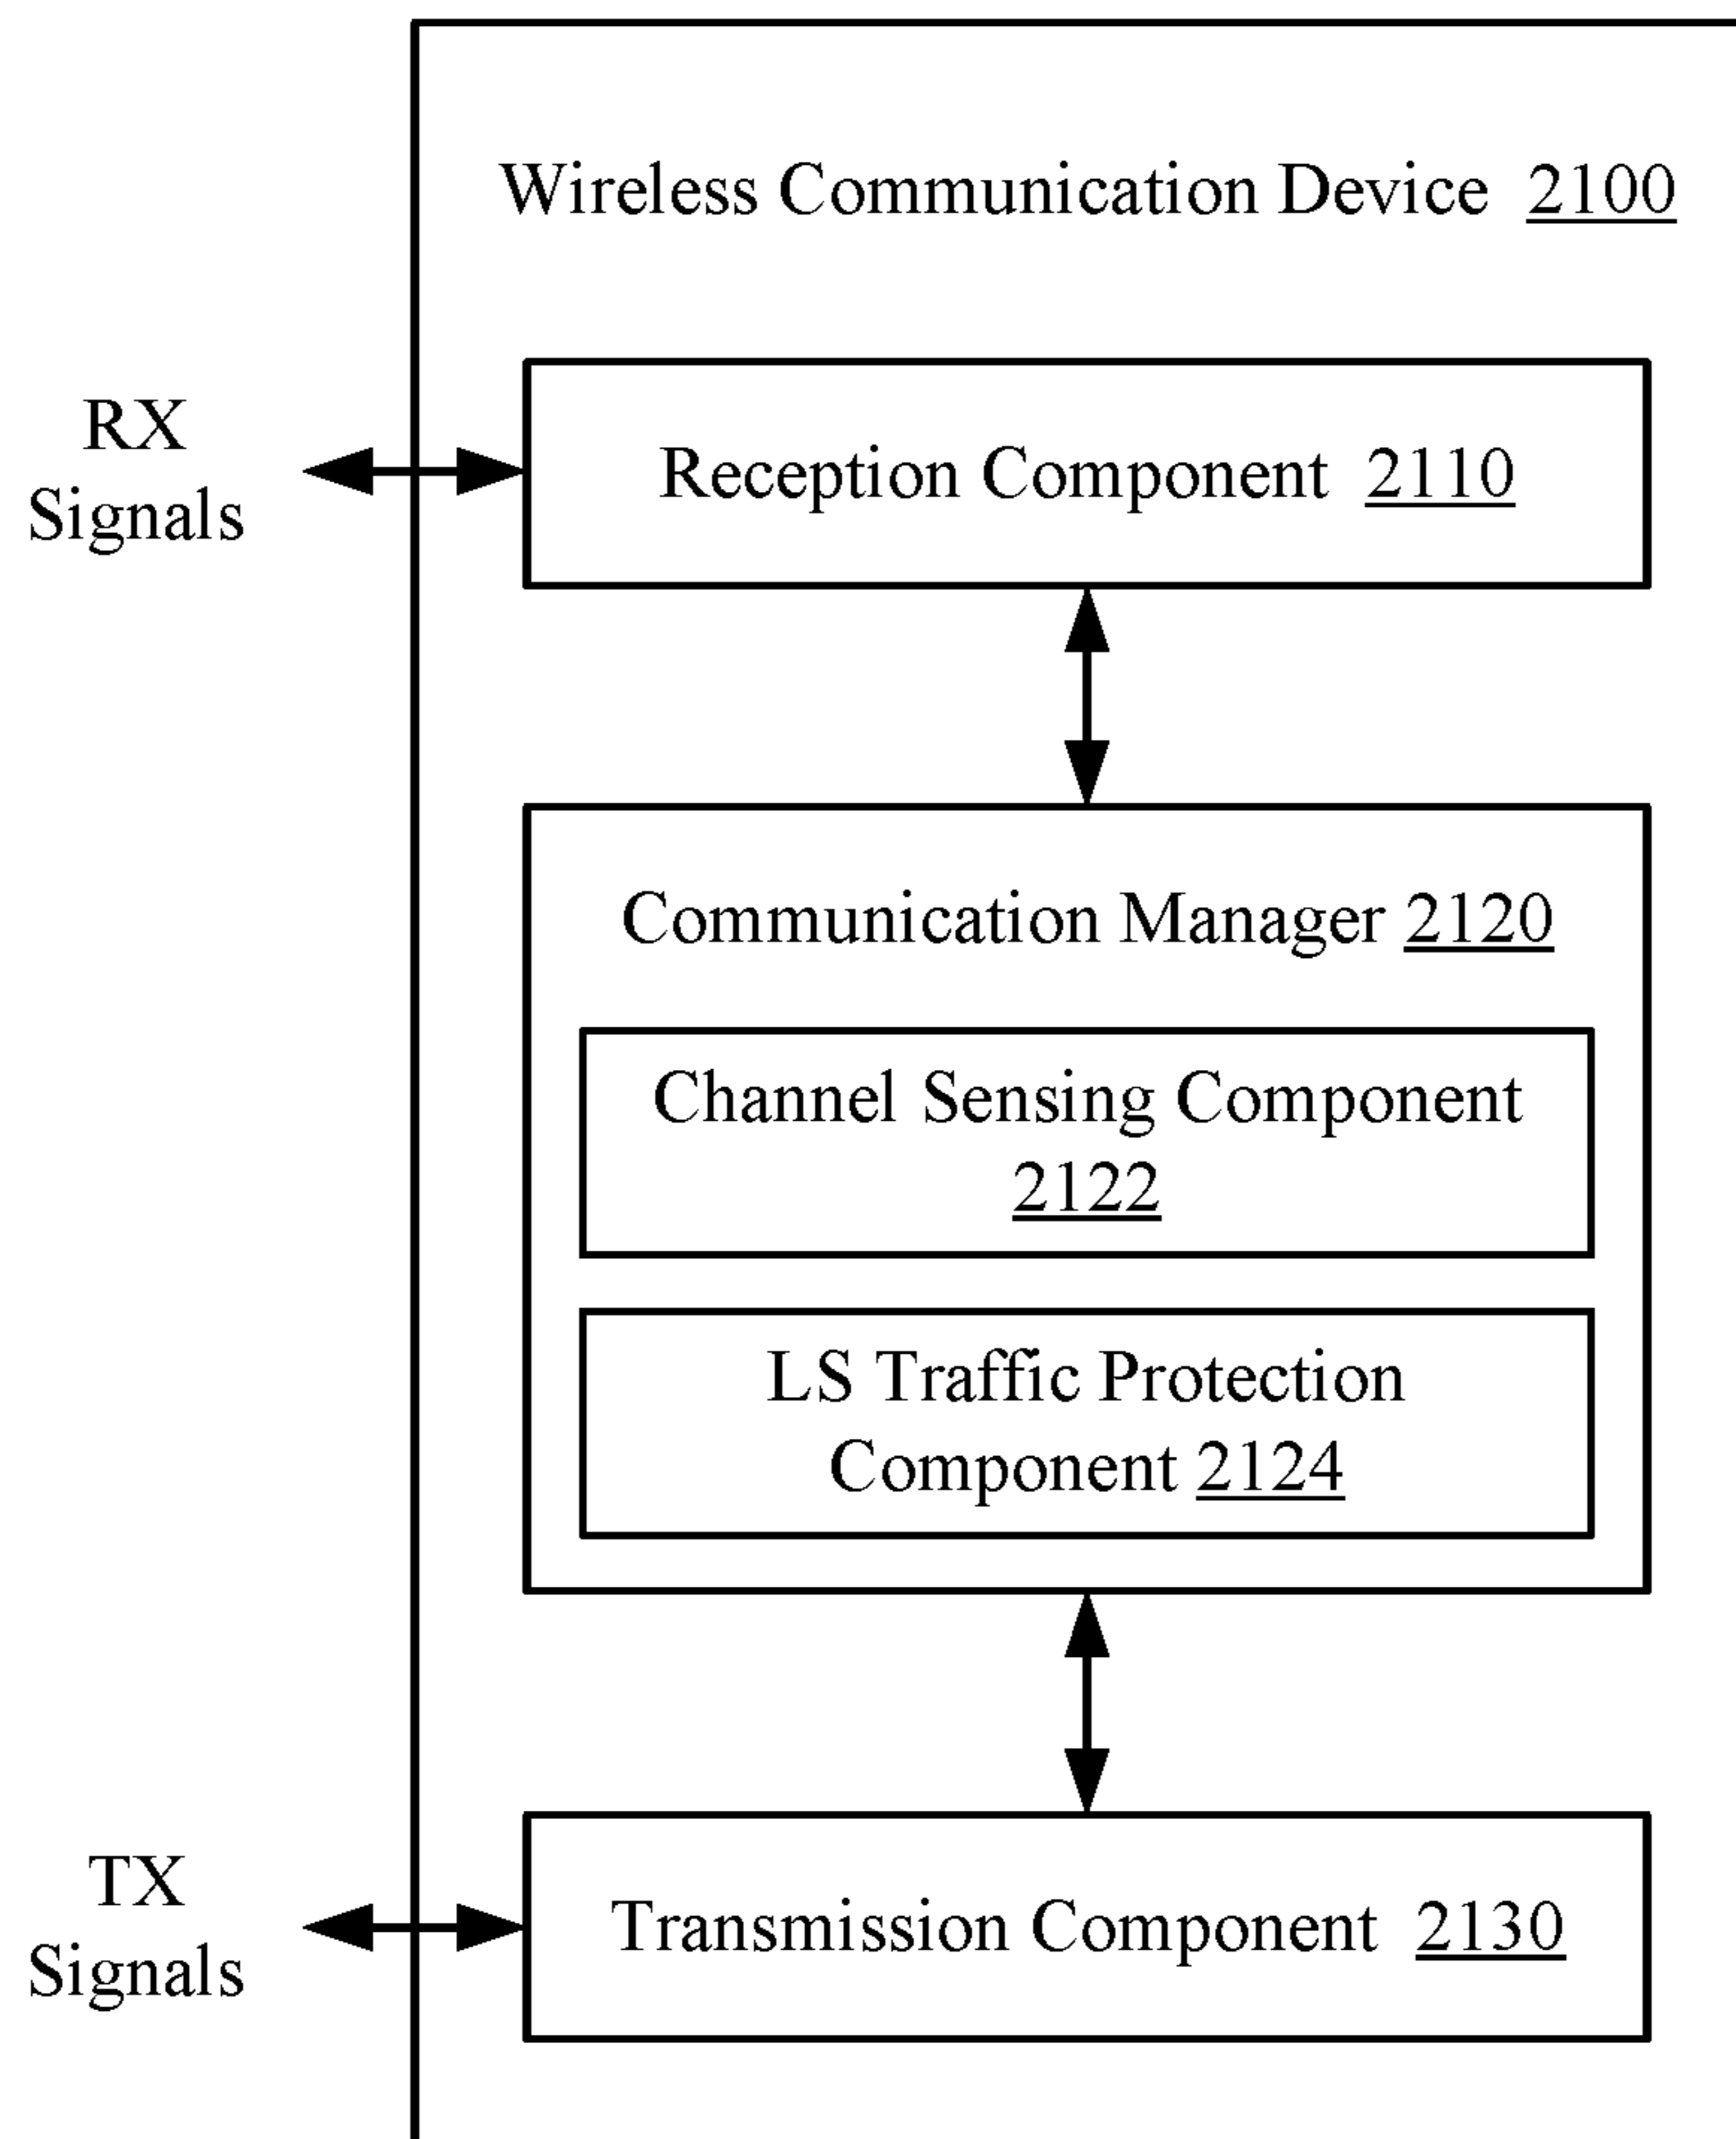 Wireless Communication Device 2100
RX
Signals
Reception Component 2110
Communication Manager 2120
Channel Sensing Component
2122
LS Traffic Protection
Component 2124
TX
Signals
Transmission Component 2130